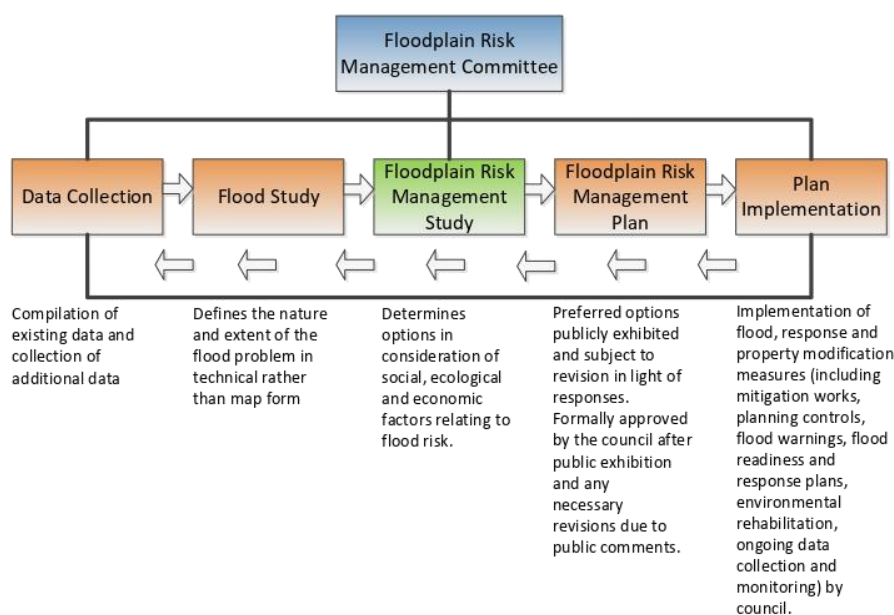 Floodplain Risk
Management Committee
Data Collection
Flood Study
Floodplain Risk
Management
Study
Floodplain Risk
Management
Plan
Plan
Implementation
Compilation of
existing data and
collection of
additional data
Defines the nature
and extent of the
flood problem in
technical rather
than map form
Determines
options in
consideration of
social, ecological
and economic
factors relating to
flood risk.
Preferred options
publicly exhibited
and subject to
revision in light of
responses.
Formally approved
by the council after
public exhibition
and any
necessary
revisions due to
public comments.
Implementation of
flood, response and
property modification
measures (including
mitigation works,
planning controls,
flood warnings, flood
readiness and
response plans,
environmental
rehabilitation,
ongoing data
collection and
monitoring) by
council.